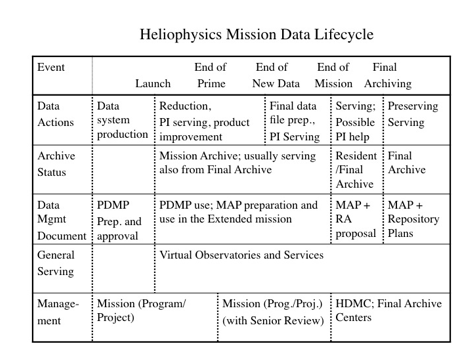 Heliophysics Mission Data Lifecycle
Event
Launch
End of
Prime
End of
New Data
End of
Mission
Final
Archiving
Data
Actions
Data
system
production
Reduction,
PI serving, product
improvement
Final data
file prep.,
PI Serving
Serving;
Possible
PI help
Preserving
Serving
Archive
Status
Mission Archive; usually serving
also from Final Archive
Resident
/Final
Archive
Final
Archive
Data
Mgmt
Document
PDMP
Prep. and
approval
PDMP use; MAP preparation and
use in the Extended mission
MAP +
RA
proposal
MAP +
Repository
Plans
General
Serving
Virtual Observatories and Services
Manage-
ment
Mission (Program/
Project)
Mission (Prog./Proj.)
(with Senior Review)
HDMC; Final Archive
Centers